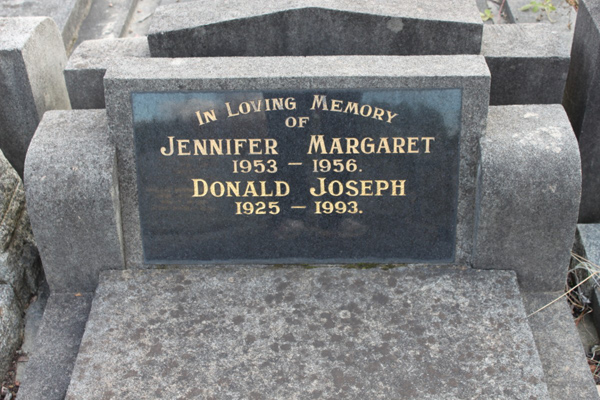 In Loving Memory
of
Jennifer Margaret
1953 – 1956.
Donald Joseph
1925 – 1993.